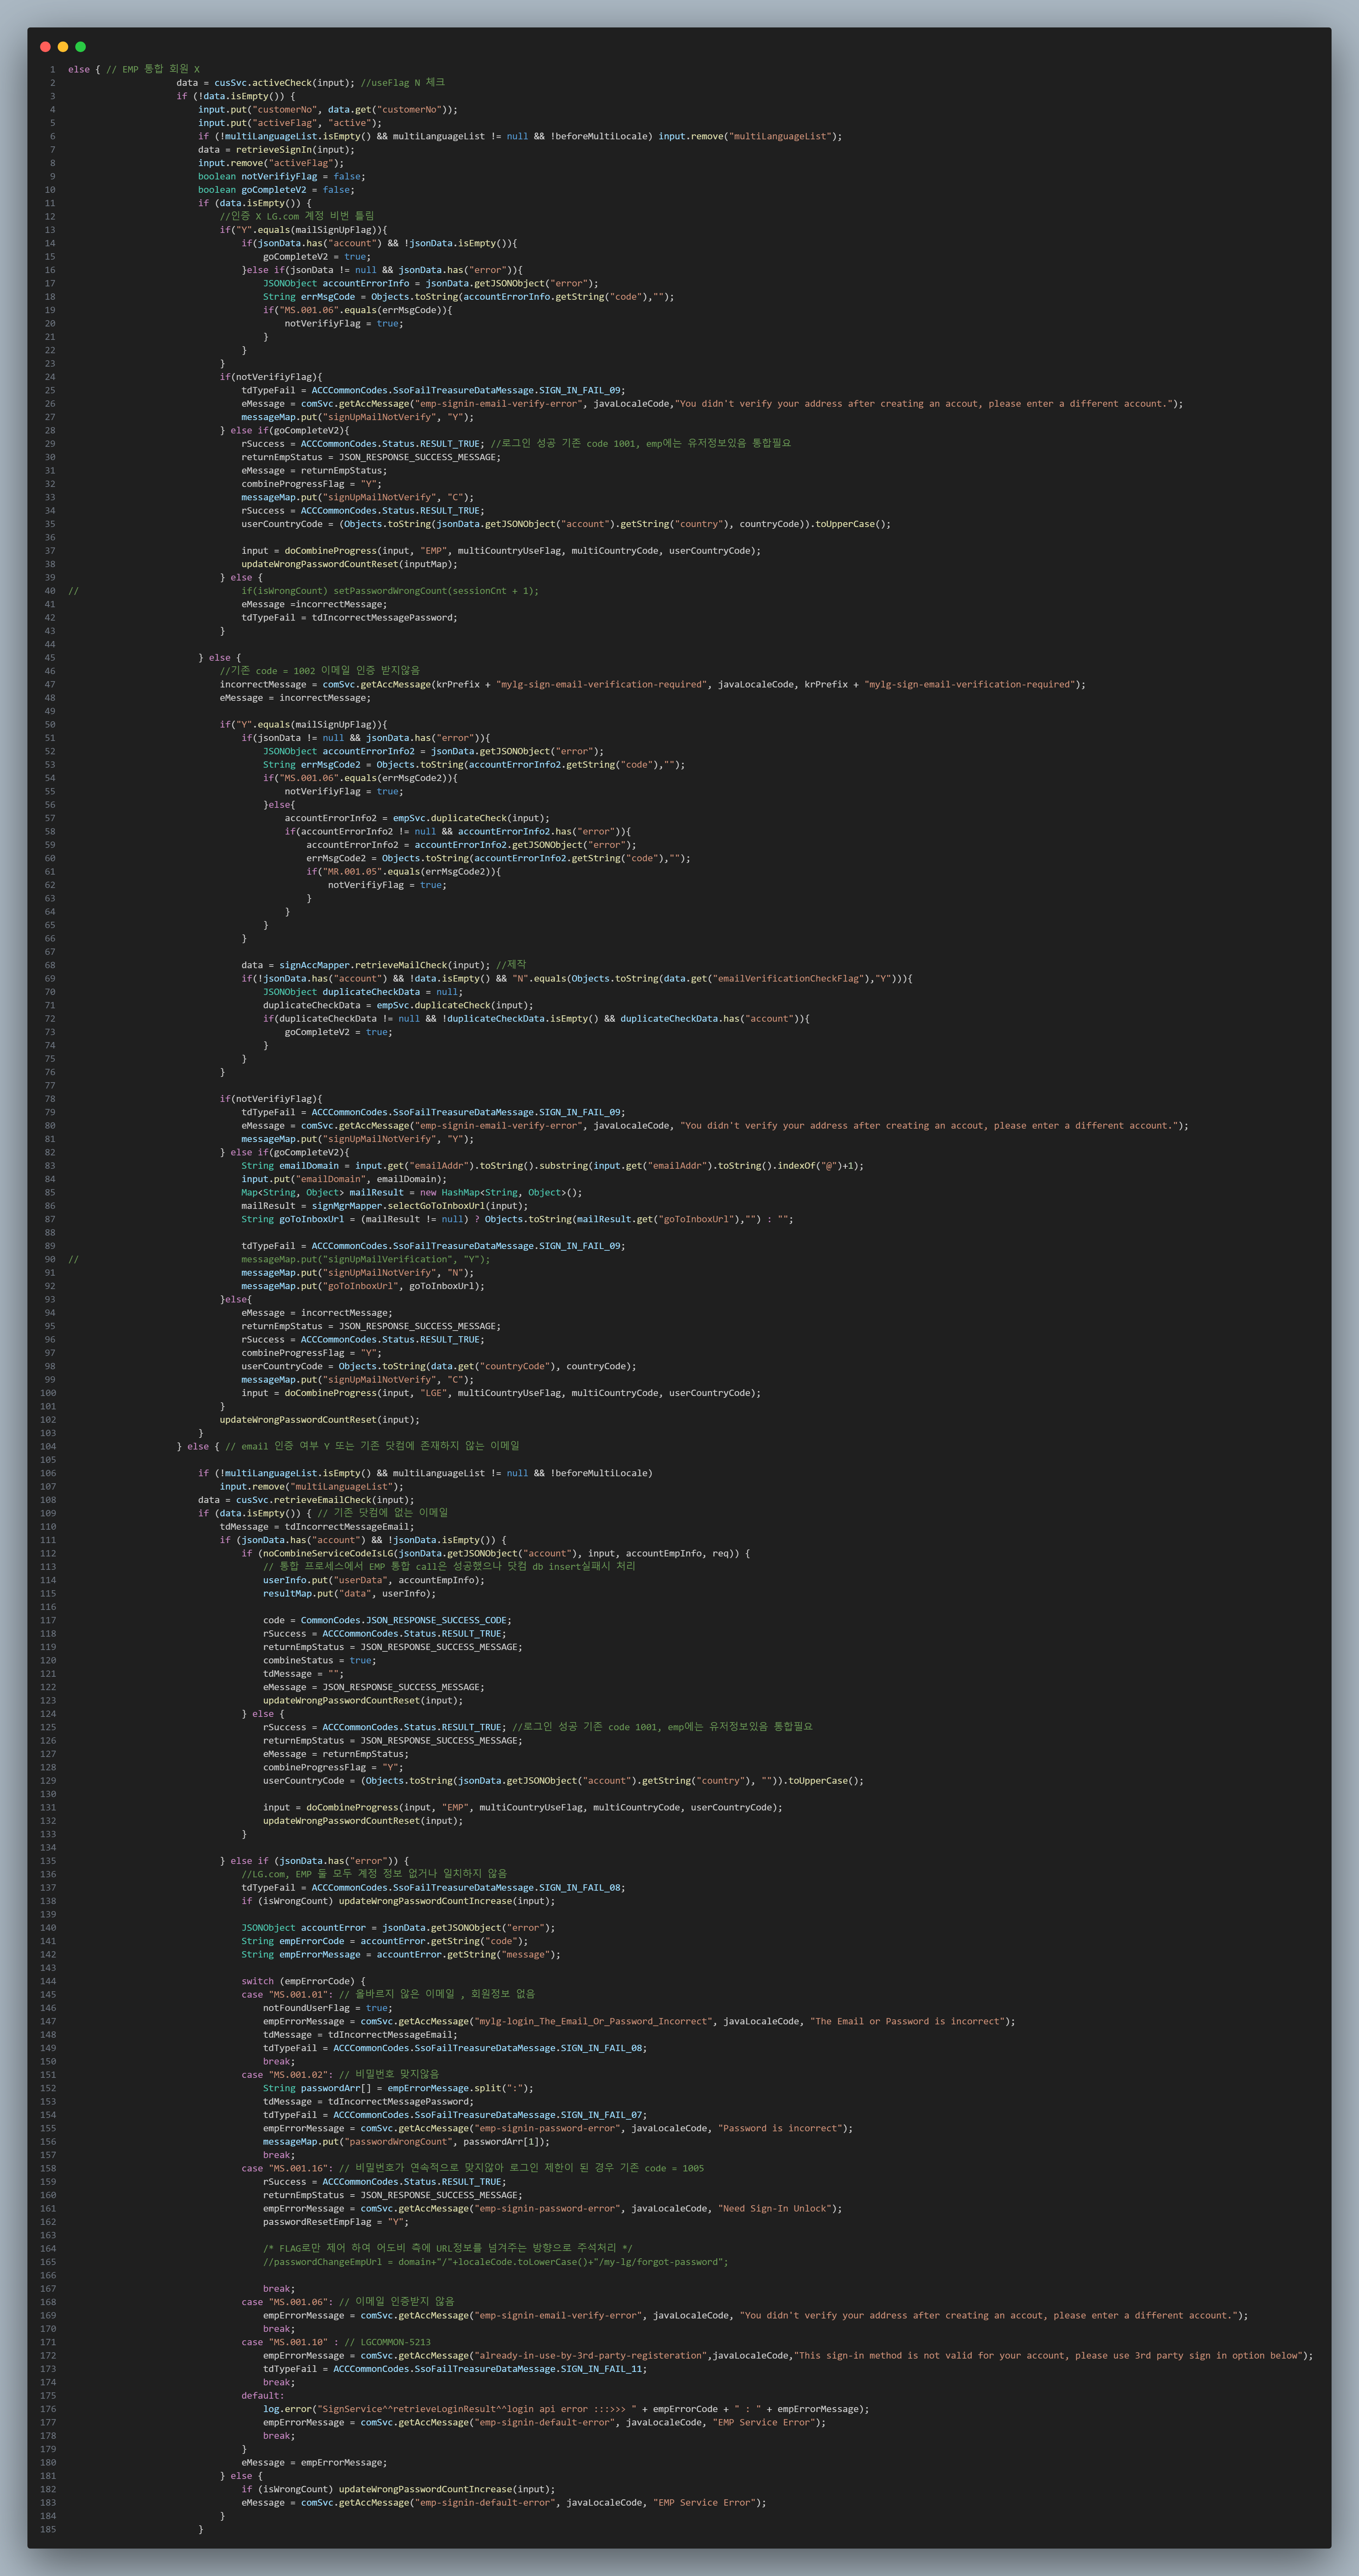 1 else { // EMP 통합 회원 X
2 data = cusSvc.activeCheck(input); //useFlag N 체크
3 if (!data.isEmpty()) {
4 input.put("customerNo", data.get("customerNo"));
5 input.put("activeFlag", "active");
6 if (!multiLanguageList.isEmpty() && multiLanguageList != null && !beforeMultiLocale) input.remove("multiLanguageList");
7 data = retrieveSignIn(input);
8 input.remove("activeFlag");
9 boolean notVerifiyFlag = false;
10 boolean goCompleteV2 = false;
11 if (data.isEmpty()) {
12 //인증 X LG.com 계정 비번 틀림
13 if("Y".equals(mailSignUpFlag)){
14 if(jsonData.has("account") && !jsonData.isEmpty()){
15 goCompleteV2 = true;
16 }else if(jsonData != null && jsonData.has("error")){
17 JSONObject accountErrorInfo = jsonData.getJSONObject("error");
18 String errMsgCode = Objects.toString(accountErrorInfo.getString("code"),"");
19 if("MS.001.06".equals(errMsgCode)){
20 notVerifiyFlag = true;
21 }
22 }
23 }
24 if(notVerifiyFlag){
25 tdTypeFail = ACCCommonCodes.SsoFailTreasureDataMessage.SIGN_IN_FAIL_09;
26 eMessage = comSvc.getAccMessage("emp-signin-email-verify-error", javaLocaleCode,"You didn't verify your address after creating an accout, please enter a different account.");
27 messageMap.put("signUpMailNotVerify", "Y");
28 } else if(goCompleteV2){
29 rSuccess = ACCCommonCodes.Status.RESULT_TRUE; //로그인 성공 기존 code 1001, emp에는 유저정보있음 통합필요
30 returnEmpStatus = JSON_RESPONSE_SUCCESS_MESSAGE;
31 eMessage = returnEmpStatus;
32 combineProgressFlag = "Y";
33 messageMap.put("signUpMailNotVerify", "C");
34 rSuccess = ACCCommonCodes.Status.RESULT_TRUE;
35 userCountryCode = (Objects.toString(jsonData.getJSONObject("account").getString("country"), countryCode)).toUpperCase();
36
37 input = doCombineProgress(input, "EMP", multiCountryUseFlag, multiCountryCode, userCountryCode);
38 updateWrongPasswordCountReset(inputMap);
39 } else {
40 // if(isWrongCount) setPasswordWrongCount(sessionCnt + 1);
41 eMessage =incorrectMessage;
42 tdTypeFail = tdIncorrectMessagePassword;
43 }
44
45 } else {
46 //기존 code = 1002 이메일 인증 받지않음
47 incorrectMessage = comSvc.getAccMessage(krPrefix + "mylg-sign-email-verification-required", javaLocaleCode, krPrefix + "mylg-sign-email-verification-required");
48 eMessage = incorrectMessage;
49
50 if("Y".equals(mailSignUpFlag)){
51 if(jsonData != null && jsonData.has("error")){
52 JSONObject accountErrorInfo2 = jsonData.getJSONObject("error");
53 String errMsgCode2 = Objects.toString(accountErrorInfo2.getString("code"),"");
54 if("MS.001.06".equals(errMsgCode2)){
55 notVerifiyFlag = true;
56 }else{
57 accountErrorInfo2 = empSvc.duplicateCheck(input);
58 if(accountErrorInfo2 != null && accountErrorInfo2.has("error")){
59 accountErrorInfo2 = accountErrorInfo2.getJSONObject("error");
60 errMsgCode2 = Objects.toString(accountErrorInfo2.getString("code"),"");
61 if("MR.001.05".equals(errMsgCode2)){
62 notVerifiyFlag = true;
63 }
64 }
65 }
66 }
67
68 data = signAccMapper.retrieveMailCheck(input); //제작
69 if(!jsonData.has("account") && !data.isEmpty() && "N".equals(Objects.toString(data.get("emailVerificationCheckFlag"),"Y"))){
70 JSONObject duplicateCheckData = null;
71 duplicateCheckData = empSvc.duplicateCheck(input);
72 if(duplicateCheckData != null && !duplicateCheckData.isEmpty() && duplicateCheckData.has("account")){
73 goCompleteV2 = true;
74 }
75 }
76 }
77
78 if(notVerifiyFlag){
79 tdTypeFail = ACCCommonCodes.SsoFailTreasureDataMessage.SIGN_IN_FAIL_09;
80 eMessage = comSvc.getAccMessage("emp-signin-email-verify-error", javaLocaleCode, "You didn't verify your address after creating an accout, please enter a different account.");
81 messageMap.put("signUpMailNotVerify", "Y");
82 } else if(goCompleteV2){
83 String emailDomain = input.get("emailAddr").toString().substring(input.get("emailAddr").toString().indexOf("@")+1);
84 input.put("emailDomain", emailDomain);
85 Map<String, Object> mailResult = new HashMap<String, Object>();
86 mailResult = signMgrMapper.selectGoToInboxUrl(input);
87 String goToInboxUrl = (mailResult != null) ? Objects.toString(mailResult.get("goToInboxUrl"),"") : "";
88
89 tdTypeFail = ACCCommonCodes.SsoFailTreasureDataMessage.SIGN_IN_FAIL_09;
90 // messageMap.put("signUpMailVerification", "Y");
91 messageMap.put("signUpMailNotVerify", "N");
92 messageMap.put("goToInboxUrl", goToInboxUrl);
93 }else{
94 eMessage = incorrectMessage;
95 returnEmpStatus = JSON_RESPONSE_SUCCESS_MESSAGE;
96 rSuccess = ACCCommonCodes.Status.RESULT_TRUE;
97 combineProgressFlag = "Y";
98 userCountryCode = Objects.toString(data.get("countryCode"), countryCode);
99 messageMap.put("signUpMailNotVerify", "C");
100 input = doCombineProgress(input, "LGE", multiCountryUseFlag, multiCountryCode, userCountryCode);
101 }
102 updateWrongPasswordCountReset(input);
103 }
104 } else { // email 인증 여부 Y 또는 기존 닷컴에 존재하지 않는 이메일
105
106 if (!multiLanguageList.isEmpty() && multiLanguageList != null && !beforeMultiLocale)
107 input.remove("multiLanguageList");
108 data = cusSvc.retrieveEmailCheck(input);
109 if (data.isEmpty()) { // 기존 닷컴에 없는 이메일
110 tdMessage = tdIncorrectMessageEmail;
111 if (jsonData.has("account") && !jsonData.isEmpty()) {
112 if (noCombineServiceCodeIsLG(jsonData.getJSONObject("account"), input, accountEmpInfo, req)) {
113 // 통합 프로세스에서 EMP 통합 call은 성공했으나 닷컴 db insert실패시 처리
114 userInfo.put("userData", accountEmpInfo);
115 resultMap.put("data", userInfo);
116
117 code = CommonCodes.JSON_RESPONSE_SUCCESS_CODE;
118 rSuccess = ACCCommonCodes.Status.RESULT_TRUE;
119 returnEmpStatus = JSON_RESPONSE_SUCCESS_MESSAGE;
120 combineStatus = true;
121 tdMessage = "";
122 eMessage = JSON_RESPONSE_SUCCESS_MESSAGE;
123 updateWrongPasswordCountReset(input);
124 } else {
125 rSuccess = ACCCommonCodes.Status.RESULT_TRUE; //로그인 성공 기존 code 1001, emp에는 유저정보있음 통합필요
126 returnEmpStatus = JSON_RESPONSE_SUCCESS_MESSAGE;
127 eMessage = returnEmpStatus;
128 combineProgressFlag = "Y";
129 userCountryCode = (Objects.toString(jsonData.getJSONObject("account").getString("country"), "")).toUpperCase();
130
131 input = doCombineProgress(input, "EMP", multiCountryUseFlag, multiCountryCode, userCountryCode);
132 updateWrongPasswordCountReset(input);
133 }
134
135 } else if (jsonData.has("error")) {
136 //LG.com, EMP 둘 모두 계정 정보 없거나 일치하지 않음
137 tdTypeFail = ACCCommonCodes.SsoFailTreasureDataMessage.SIGN_IN_FAIL_08;
138 if (isWrongCount) updateWrongPasswordCountIncrease(input);
139
140 JSONObject accountError = jsonData.getJSONObject("error");
141 String empErrorCode = accountError.getString("code");
142 String empErrorMessage = accountError.getString("message");
143
144 switch (empErrorCode) {
145 case "MS.001.01": // 올바르지 않은 이메일 , 회원정보 없음
146 notFoundUserFlag = true;
147 empErrorMessage = comSvc.getAccMessage("mylg-login_The_Email_Or_Password_Incorrect", javaLocaleCode, "The Email or Password is incorrect");
148 tdMessage = tdIncorrectMessageEmail;
149 tdTypeFail = ACCCommonCodes.SsoFailTreasureDataMessage.SIGN_IN_FAIL_08;
150 break;
151 case "MS.001.02": // 비밀번호 맞지않음
152 String passwordArr[] = empErrorMessage.split(":");
153 tdMessage = tdIncorrectMessagePassword;
154 tdTypeFail = ACCCommonCodes.SsoFailTreasureDataMessage.SIGN_IN_FAIL_07;
155 empErrorMessage = comSvc.getAccMessage("emp-signin-password-error", javaLocaleCode, "Password is incorrect");
156 messageMap.put("passwordWrongCount", passwordArr[1]);
157 break;
158 case "MS.001.16": // 비밀번호가 연속적으로 맞지않아 로그인 제한이 된 경우 기존 code = 1005
159 rSuccess = ACCCommonCodes.Status.RESULT_TRUE;
160 returnEmpStatus = JSON_RESPONSE_SUCCESS_MESSAGE;
161 empErrorMessage = comSvc.getAccMessage("emp-signin-password-error", javaLocaleCode, "Need Sign-In Unlock");
162 passwordResetEmpFlag = "Y";
163
164 /* FLAG로만 제어 하여 어도비 측에 URL정보를 넘겨주는 방향으로 주석처리 */
165 //passwordChangeEmpUrl = domain+"/"+localeCode.toLowerCase()+"/my-lg/forgot-password";
166
167 break;
168 case "MS.001.06": // 이메일 인증받지 않음
169 empErrorMessage = comSvc.getAccMessage("emp-signin-email-verify-error", javaLocaleCode, "You didn't verify your address after creating an accout, please enter a different account.");
170 break;
171 case "MS.001.10" : // LGCOMMON-5213
172 empErrorMessage = comSvc.getAccMessage("already-in-use-by-3rd-party-registeration",javaLocaleCode,"This sign-in method is not valid for your account, please use 3rd party sign in option below");
173 tdTypeFail = ACCCommonCodes.SsoFailTreasureDataMessage.SIGN_IN_FAIL_11;
174 break;
175 default:
176 log.error("SignService^^retrieveLoginResult^^login api error :::>>> " + empErrorCode + " : " + empErrorMessage);
177 empErrorMessage = comSvc.getAccMessage("emp-signin-default-error", javaLocaleCode, "EMP Service Error");
178 break;
179 }
180 eMessage = empErrorMessage;
181 } else {
182 if (isWrongCount) updateWrongPasswordCountIncrease(input);
183 eMessage = comSvc.getAccMessage("emp-signin-default-error", javaLocaleCode, "EMP Service Error");
184 }
185 }